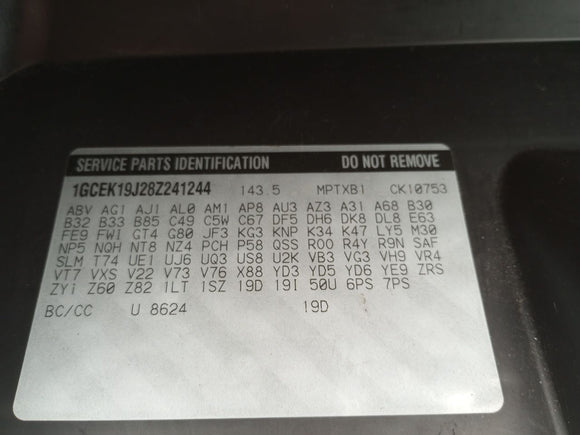 SERVICE PARTS IDENTIFICATION DO NOT REMOVE
1GCEK19J28Z241244 143.5 MPTXB1 CK10753
ABV AG1 AJ1 AL0 AM1 AP8 AU3 AZ3 A31 A68 B30
B32 B33 B85 C49 C5W C67 DF5 DH6 DK8 DL8 E63
FE9 FW1 GT4 G80 JF3 KG3 KNP K34 K47 LY5 M30
NP5 NQH NT8 NZ4 PCH P58 QSS R00 R4Y R9N SAF
SLM T74 UE1 UJ6 UQ3 US8 U2K VB3 VG3 VH9 VR4
VT7 VXS V22 V73 V76 X88 YD3 YD5 YD6 YE9 ZRS
ZY1 Z60 Z82 1LT 1SZ 19D 19I 50U 6PS 7PS
BC/CC U 8624 19D